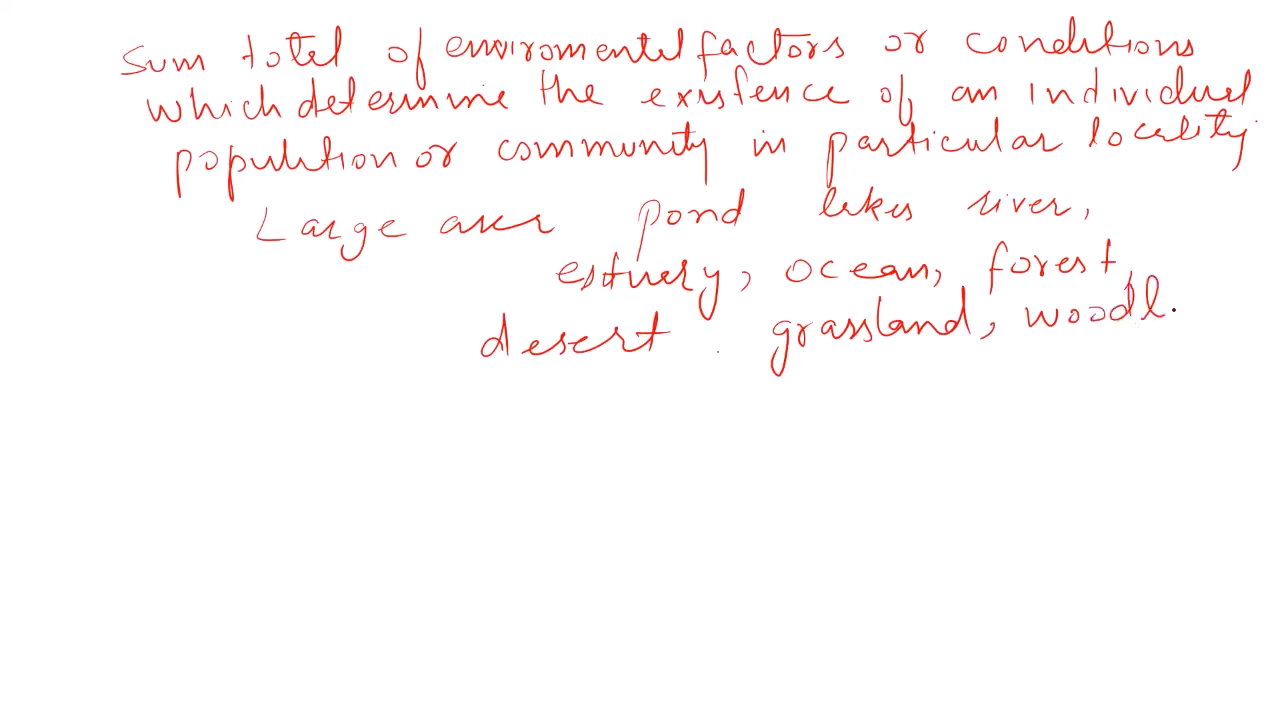 Sum total of enviromental factors or conditions
which determine the existence of an individual
population or community in particular locality
Large area pond lakes river,
estuary, ocean, forest,
desert. grassland, woodl